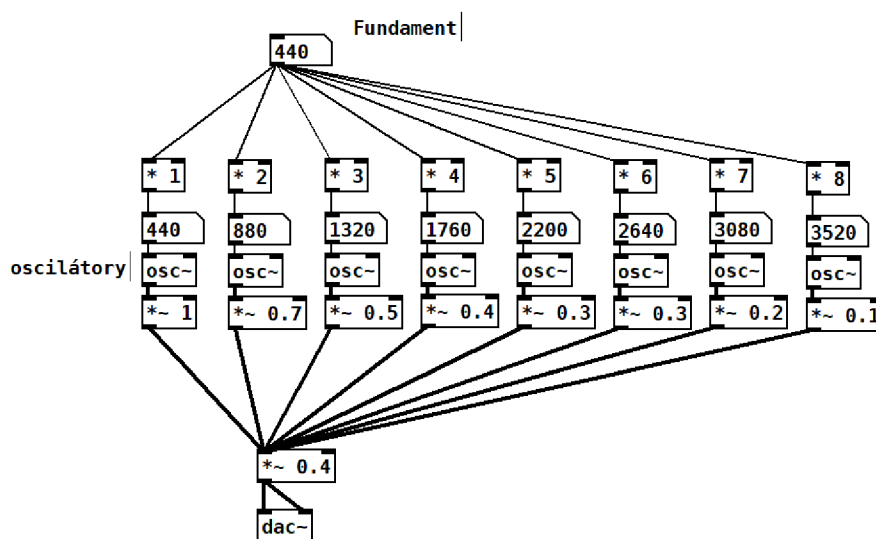 Fundament
440
* 1 * 2 * 3 * 4 * 5 * 6 * 7 * 8
440 880 1320 1760 2200 2640 3080 3520
oscilátory osc~ osc~ osc~ osc~ osc~ osc~ osc~ osc~
*~ 1 *~ 0.7 *~ 0.5 *~ 0.4 *~ 0.3 *~ 0.3 *~ 0.2 *~ 0.1
*~ 0.4
dac~